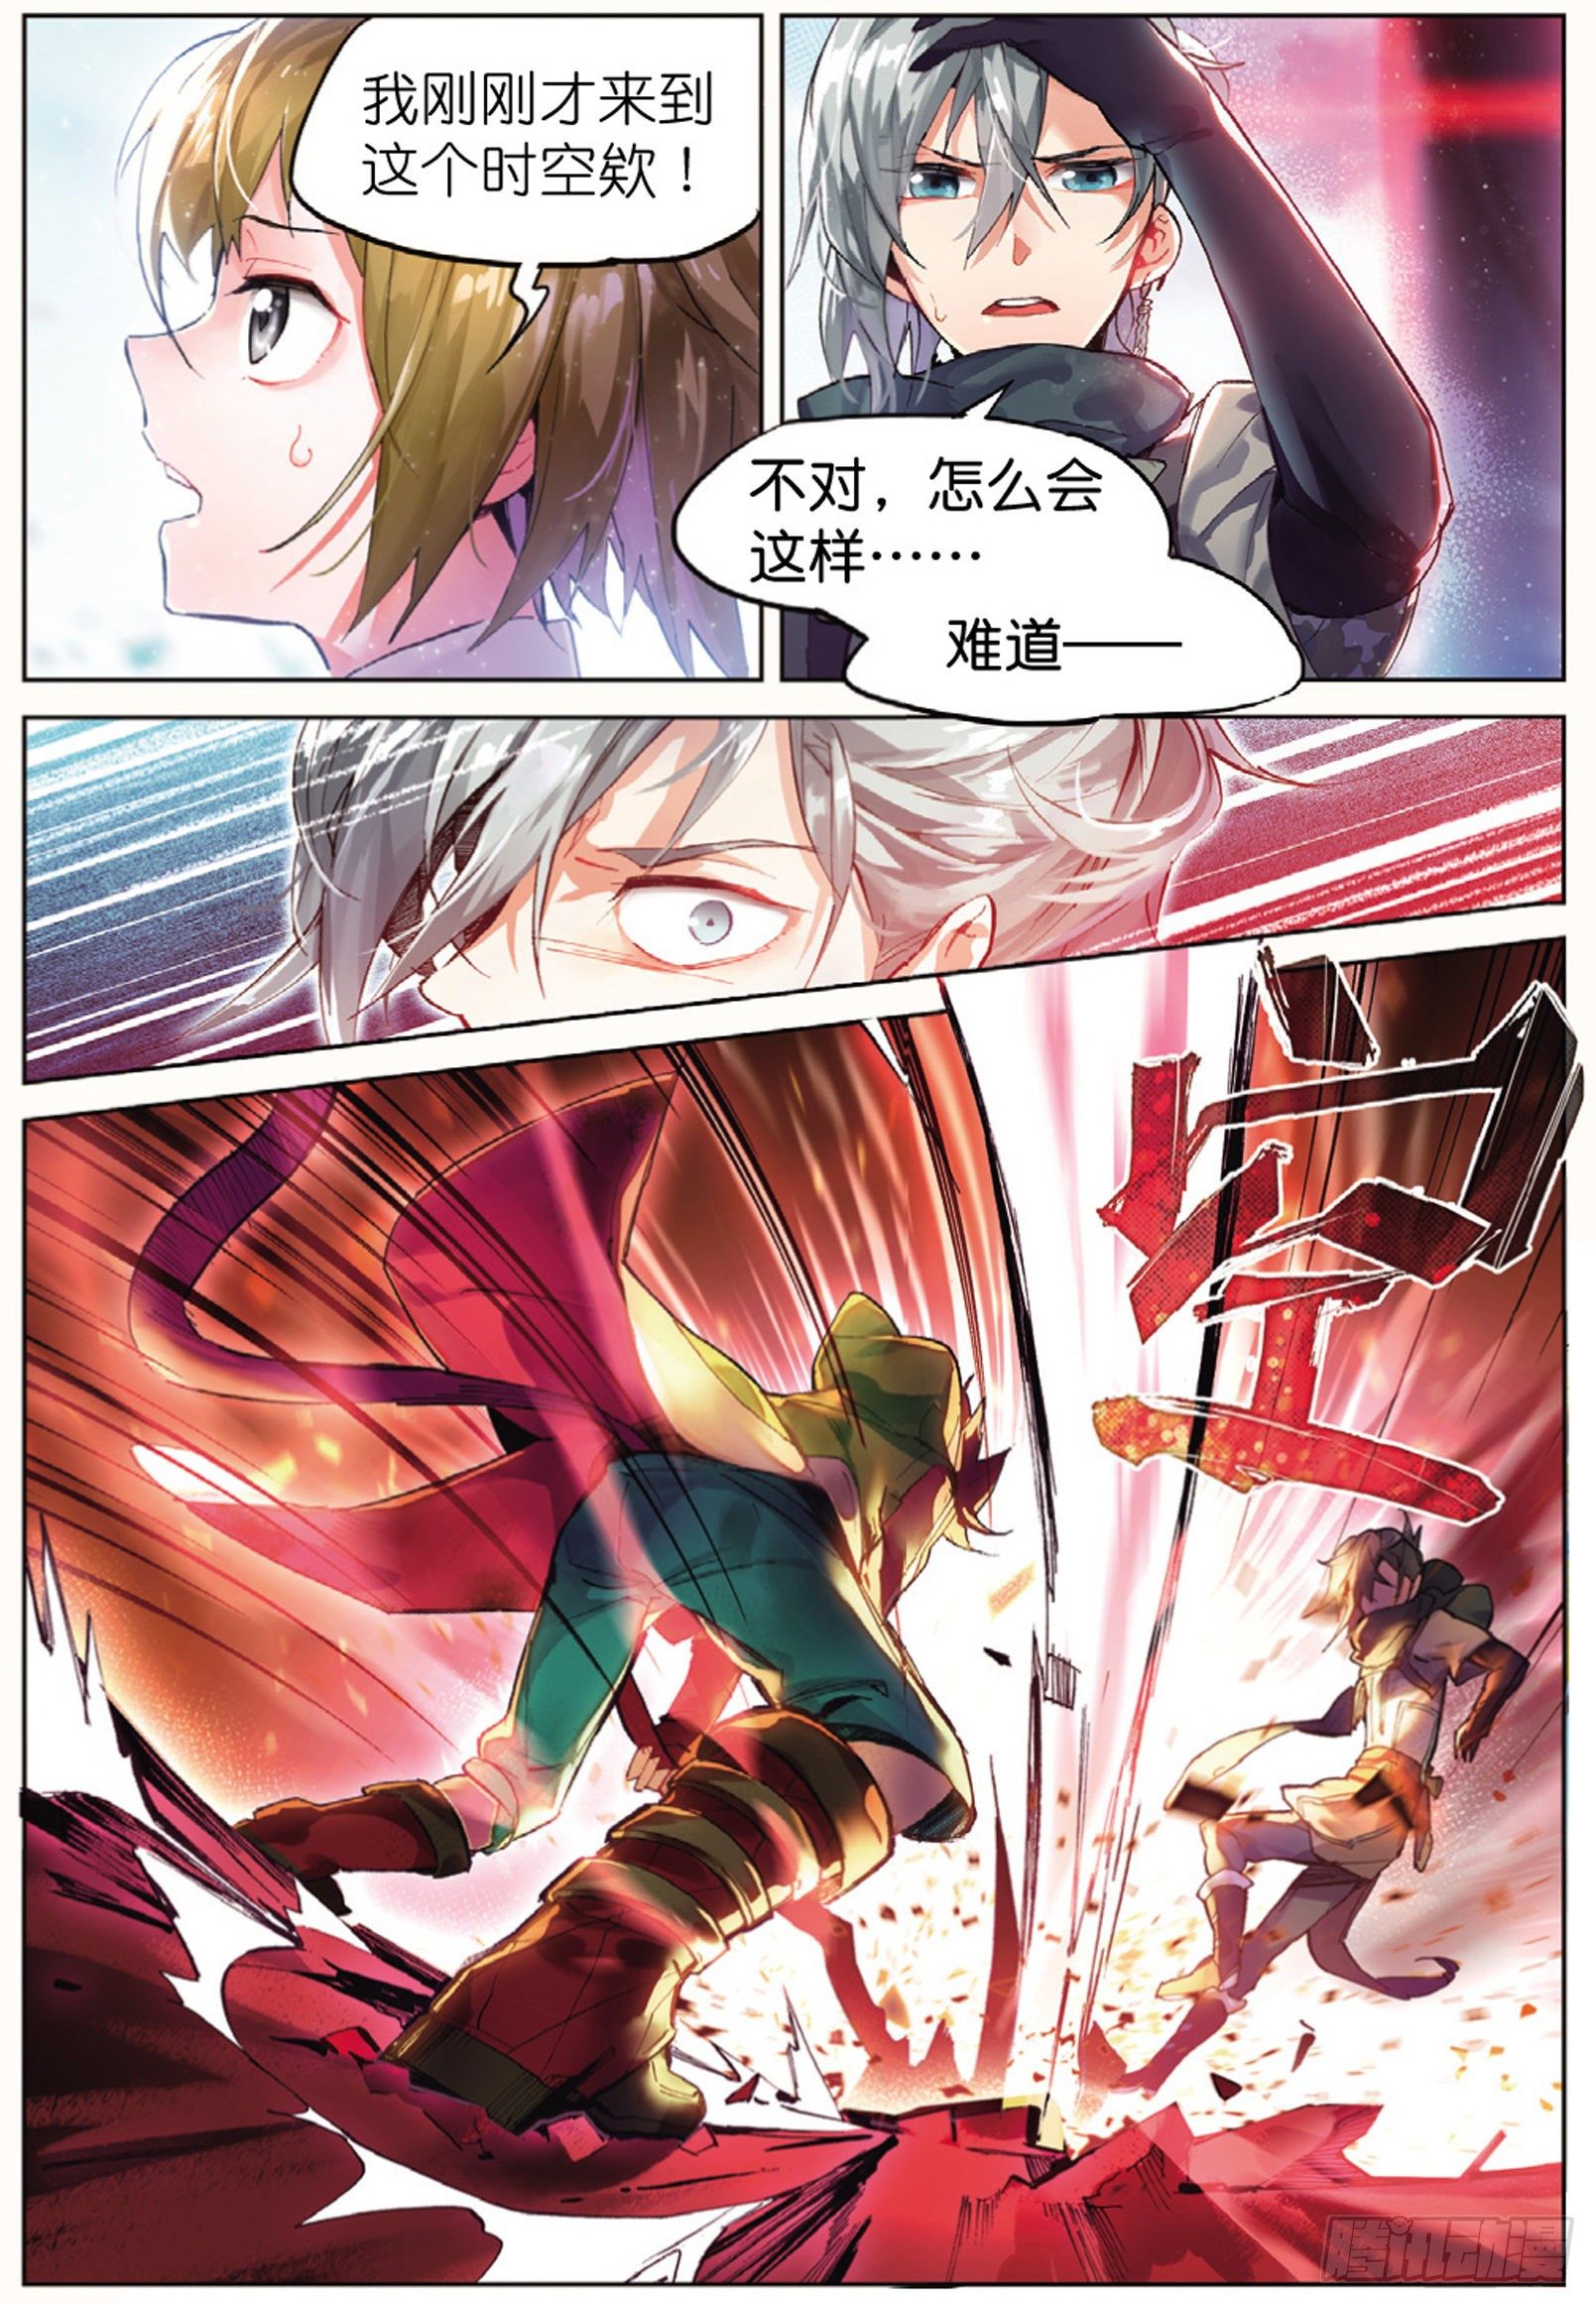 我刚刚才来到
这个时空欸！
不对，怎么会
这样……
难道——
腾讯动漫